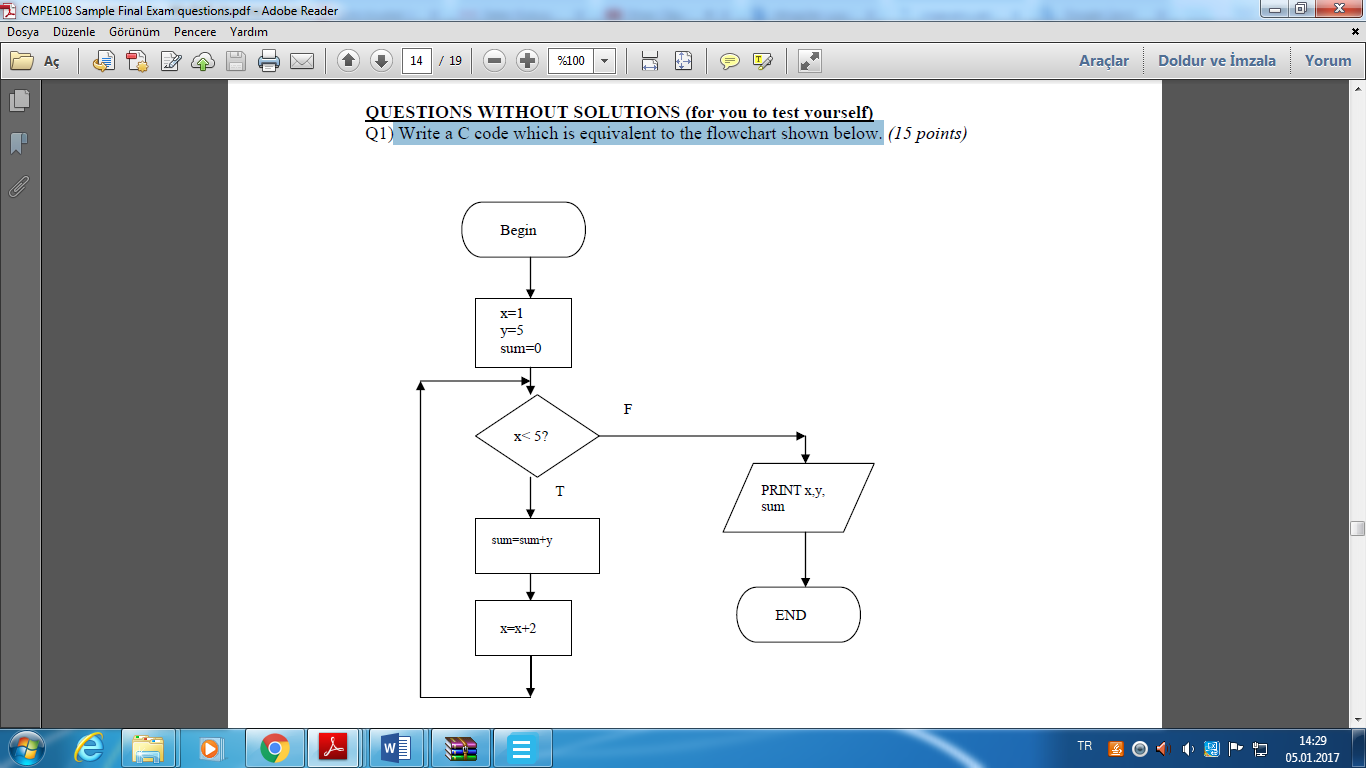 CMPE108 Sample Final Exam questions.pdf - Adobe Reader
Dosya Düzenle Görünüm Pencere Yardım
Aç 14 / 19 %100 Araçlar Doldur ve İmzala Yorum
QUESTIONS WITHOUT SOLUTIONS (for you to test yourself)
Q1) Write a C code which is equivalent to the flowchart shown below. (15 points)
Begin
x=1
y=5
sum=0
F
x< 5?
T
PRINT x,y,
sum
sum=sum+y
END
x=x+2
TR
14:29
05.01.2017